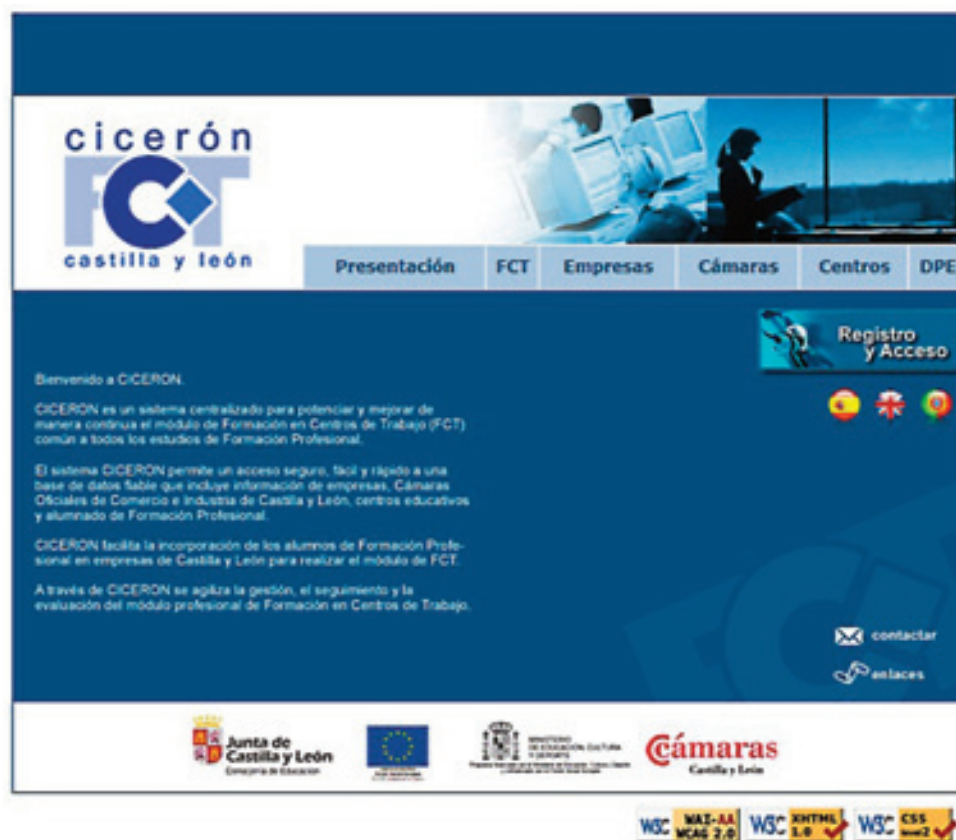 cicerón
FCT
castilla y león
Presentación FCT Empresas Cámaras Centros DPE
Registro
y Acceso
Bienvenido a CICERON.
CICERON es un sistema centralizado para potenciar y mejorar de
manera continua el módulo de Formación en Centros de Trabajo (FCT)
común a todos los estudios de Formación Profesional.
El sistema CICERON permite un acceso seguro, fácil y rápido a una
base de datos fiable que incluye información de empresas, Cámaras
Oficiales de Comercio e Industria de Castilla y León, centros educativos
y alumnado de Formación Profesional.
CICERON facilita la incorporación de los alumnos de Formación Profe-
sional en empresas de Castilla y León para realizar el módulo de FCT.
A través de CICERON se agiliza la gestión, el seguimiento y la
evaluación del módulo profesional de Formación en Centros de Trabajo.
contactar
enlaces
Junta de
Castilla y León
Consejería de Educación
MINISTERIO
DE EDUCACIÓN, CULTURA
Y DEPORTE
Cámaras
Castilla y León
W3C WAI-AA
WCAG 2.0
W3C XHTML
1.0
W3C CSS
level 2